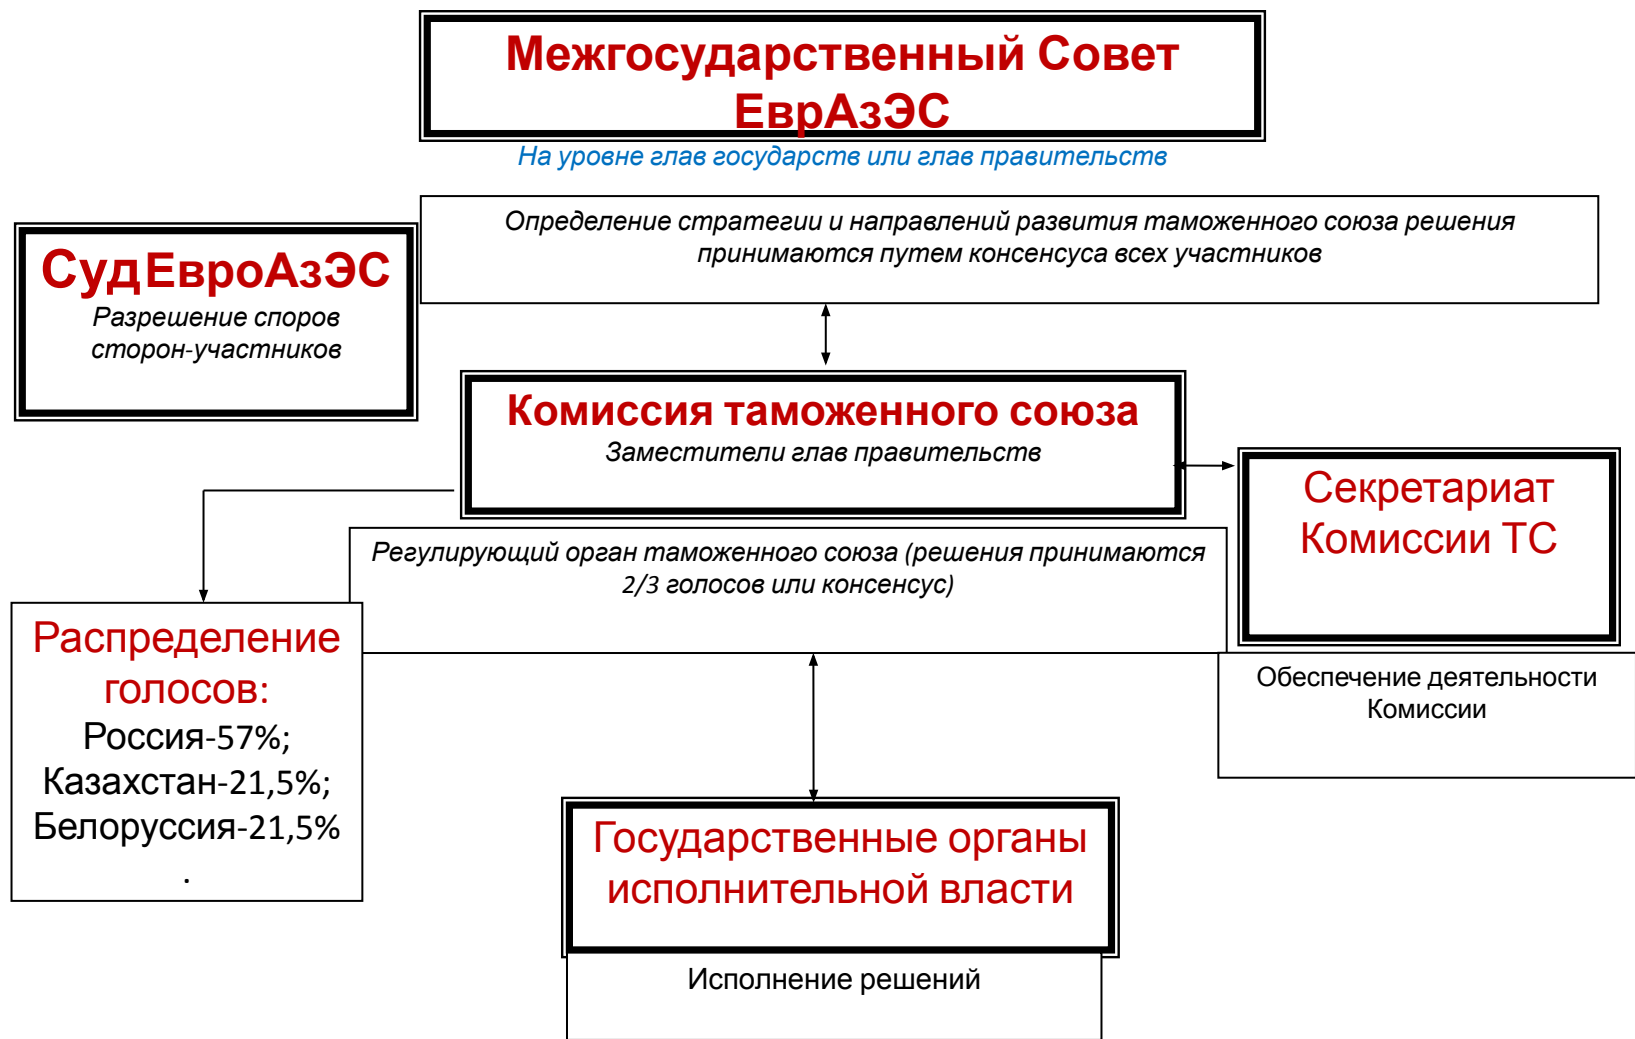 Межгосударственный Совет
ЕврАзЭС
На уровне глав государств или глав правительств
Определение стратегии и направлений развития таможенного союза решения
принимаются путем консенсуса всех участников
СудЕвроАзЭС
Разрешение споров
сторон-участников
Комиссия таможенного союза
Заместители глав правительств
Секретариат
Комиссии ТС
Регулирующий орган таможенного союза (решения принимаются
2/3 голосов или консенсус)
Распределение
голосов:
Россия-57%;
Казахстан-21,5%;
Белоруссия-21,5%
.
Обеспечение деятельности
Комиссии
Государственные органы
исполнительной власти
Исполнение решений